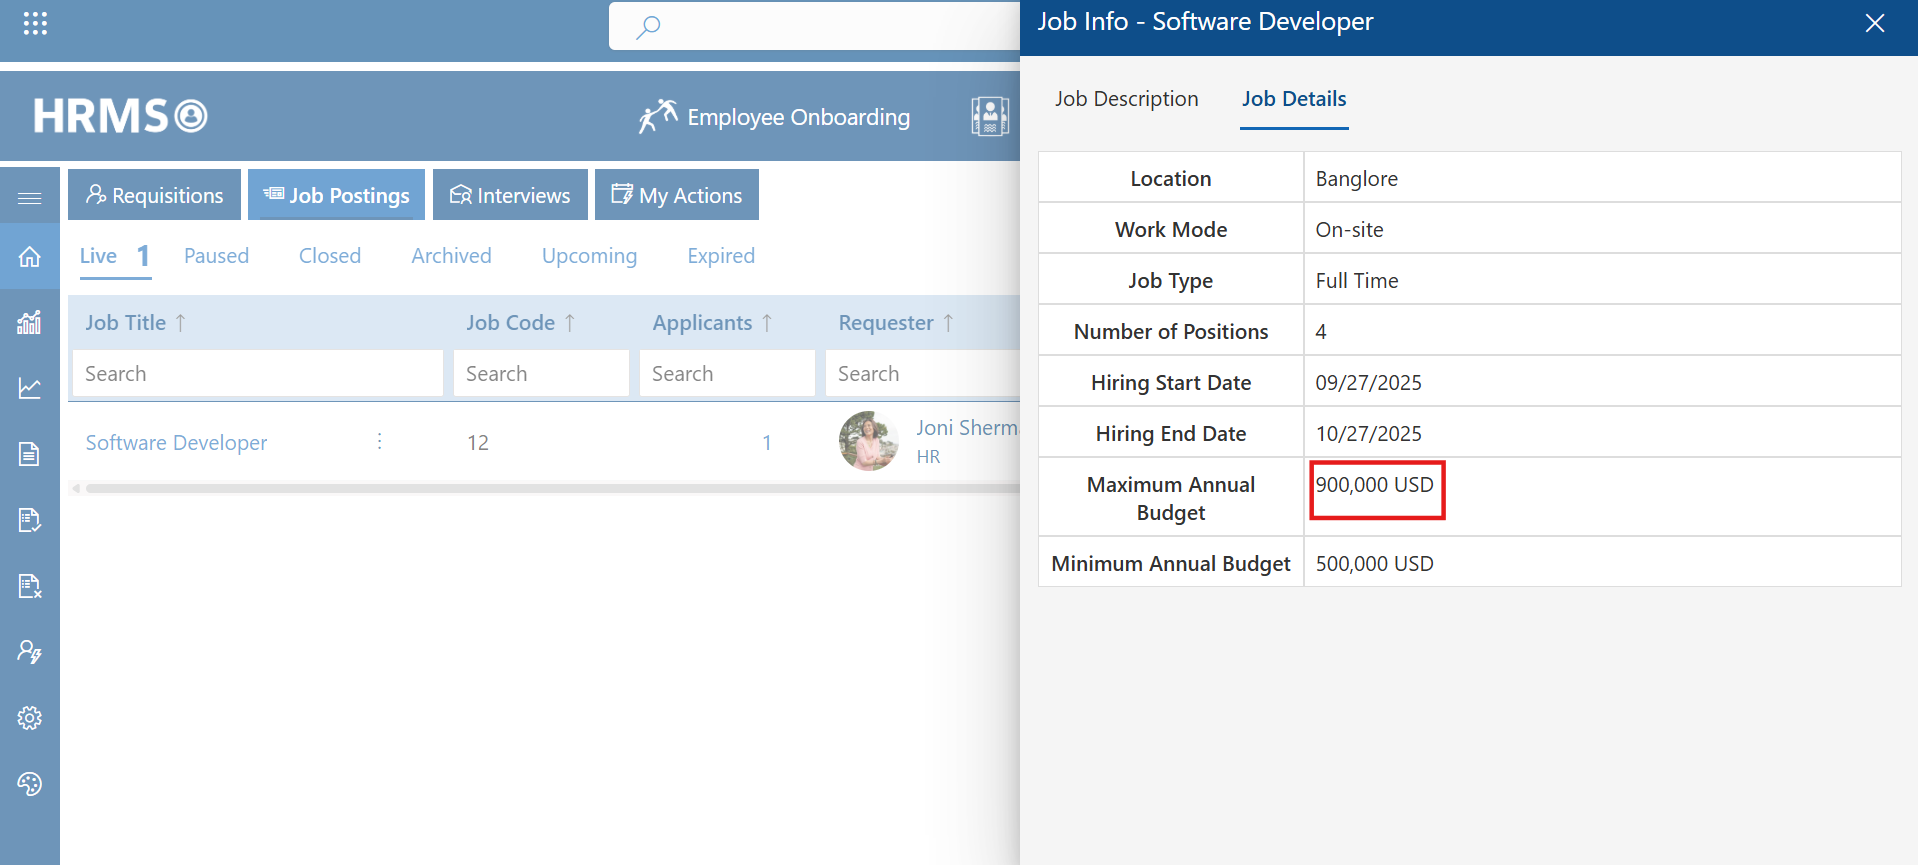 Job Info - Software Developer
HRMS
Employee Onboarding
Job Description
Job Details
Requisitions
Job Postings
Interviews
My Actions
Live 1
Paused
Closed
Archived
Upcoming
Expired
Job Title ↑
Job Code ↑
Applicants ↑
Requester ↑
Search
Search
Search
Search
Software Developer
12
1
Joni Sherm
HR
Location Banglore
Work Mode On-site
Job Type Full Time
Number of Positions 4
Hiring Start Date 09/27/2025
Hiring End Date 10/27/2025
Maximum Annual
Budget
900,000 USD
Minimum Annual Budget 500,000 USD